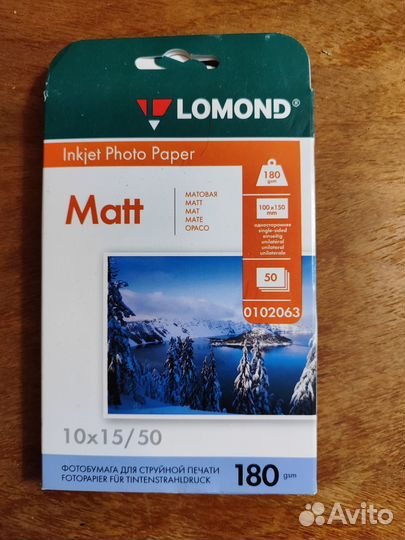 LOMOND®
Inkjet Photo Paper
180
gsm
Matt
МАТОВАЯ
MATT
MAT
MATE
OPACO
100 x 150
mm
односторонняя
single-sided
einseitig
unilatéral
unilateral
unilaterale
50
0102063
10x15/50
ФОТОБУМАГА ДЛЯ СТРУЙНОЙ ПЕЧАТИ
FOTOPAPIER FÜR TINTENSTRAHLDRUCK
180 gsm
Avito